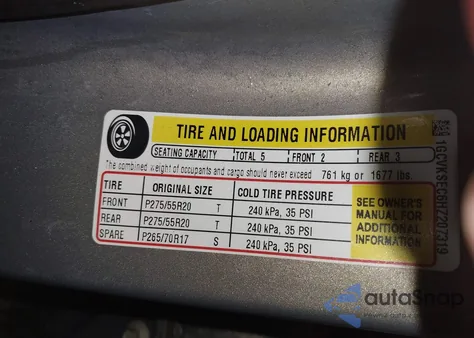 TIRE AND LOADING INFORMATION
SEATING CAPACITY TOTAL 5 FRONT 2 REAR 3
The combined weight of occupants and cargo should never exceed 761 kg or 1677 lbs.
TIRE ORIGINAL SIZE COLD TIRE PRESSURE
FRONT P275/55R20 T 240 kPa, 35 PSI
REAR P275/55R20 T 240 kPa, 35 PSI
SPARE P265/70R17 S 240 kPa, 35 PSI
SEE OWNER'S
MANUAL FOR
ADDITIONAL
INFORMATION
1GCVKSEC6HZ207319
autaSnap